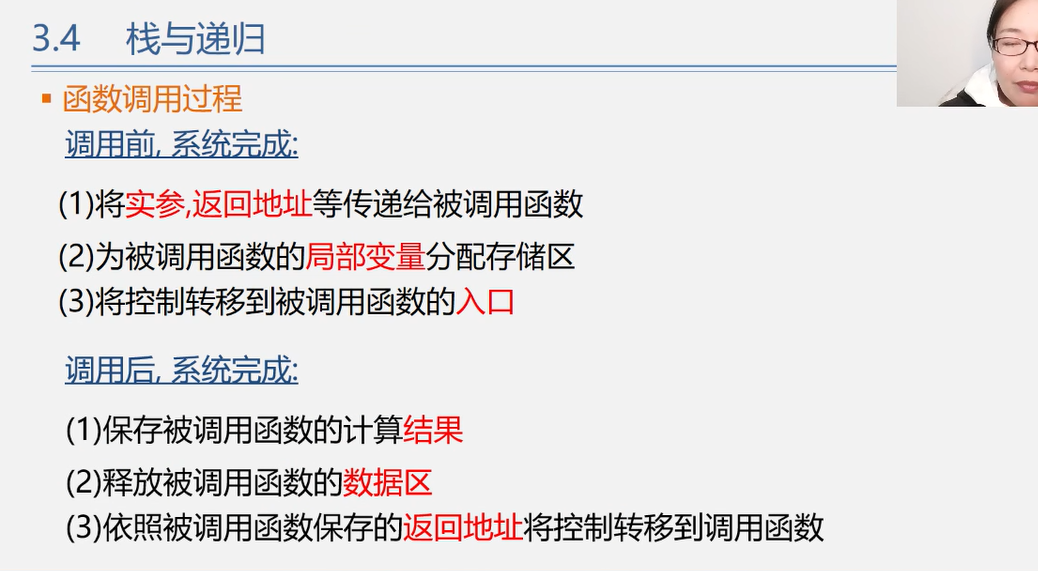 3.4 栈与递归
▪ 函数调用过程
调用前, 系统完成:
(1)将实参,返回地址等传递给被调用函数
(2)为被调用函数的局部变量分配存储区
(3)将控制转移到被调用函数的入口
调用后, 系统完成:
(1)保存被调用函数的计算结果
(2)释放被调用函数的数据区
(3)依照被调用函数保存的返回地址将控制转移到调用函数